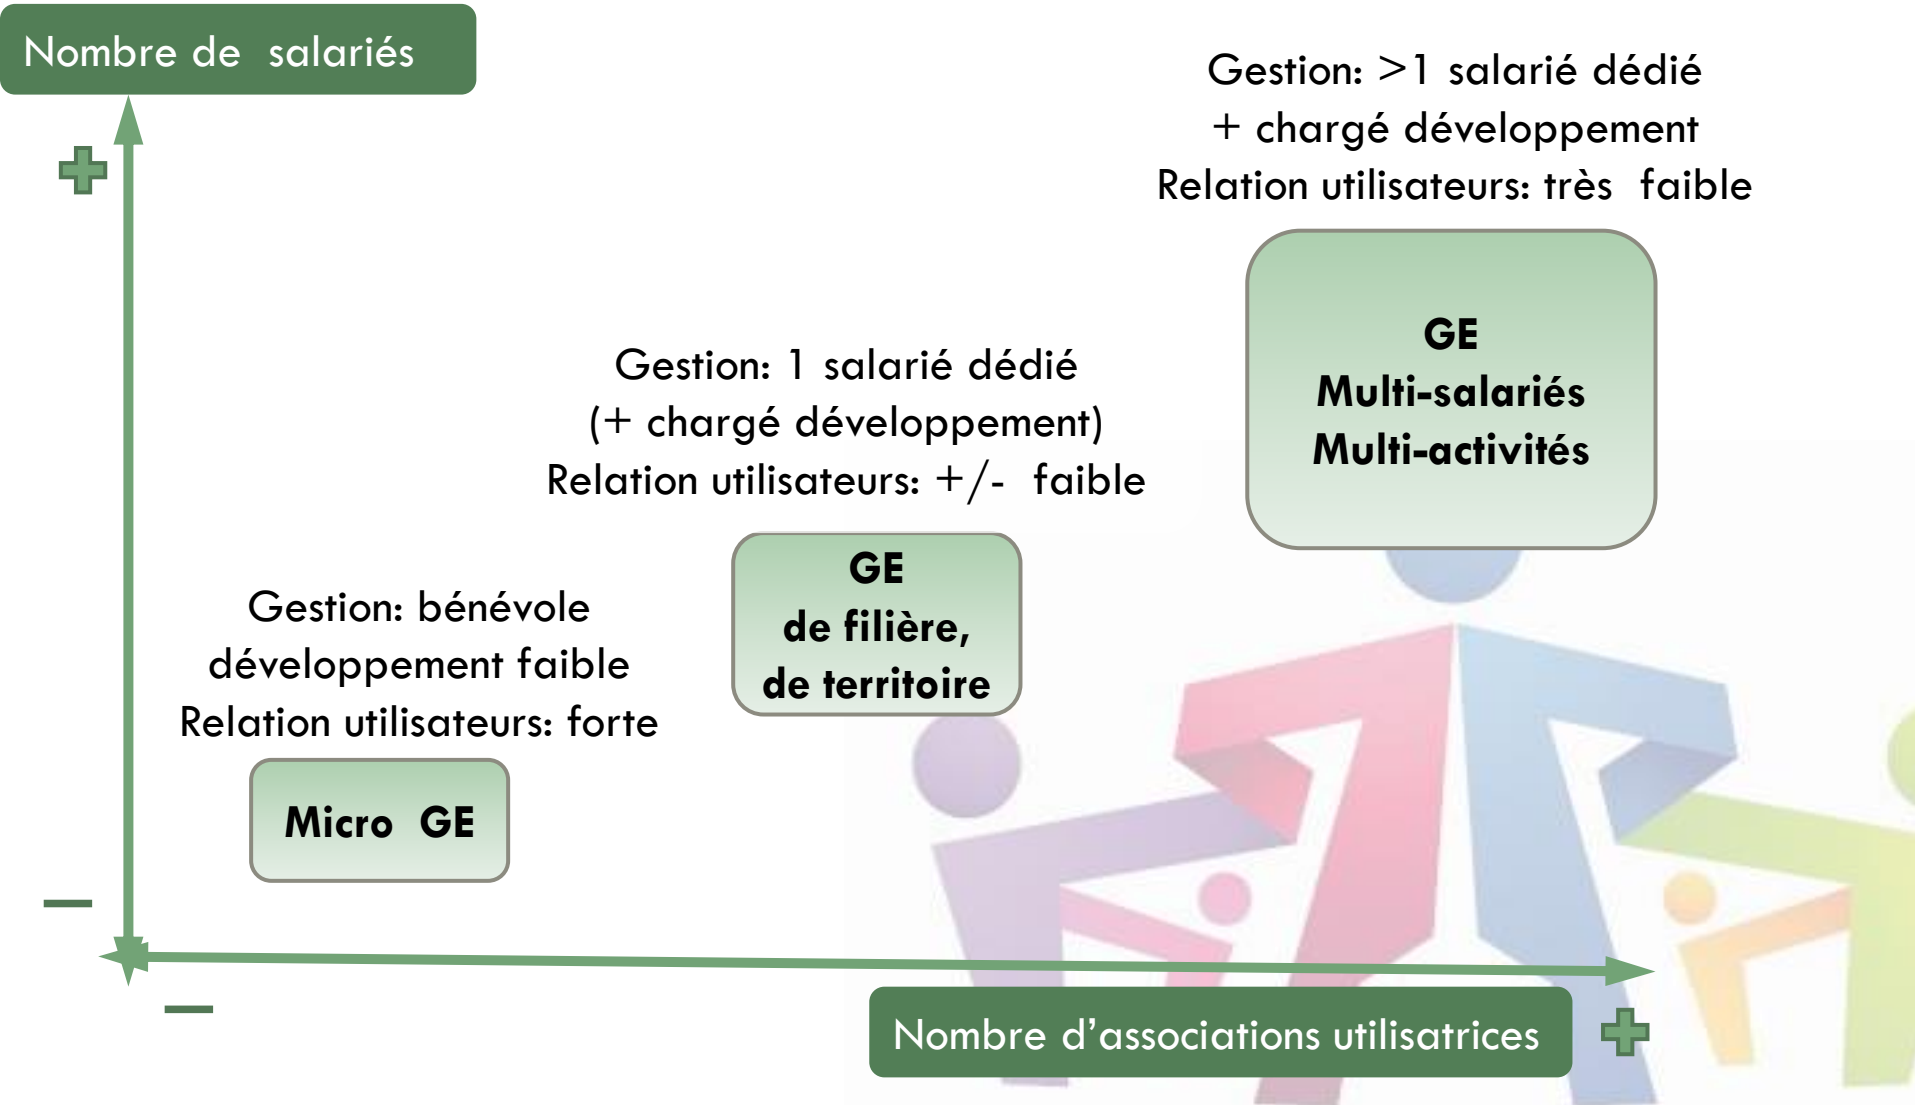 Nombre de salariés
Gestion: >1 salarié dédié
+ chargé développement
Relation utilisateurs: très faible
GE
Multi-salariés
Multi-activités
Gestion: 1 salarié dédié
(+ chargé développement)
Relation utilisateurs: +/- faible
GE
de filière,
de territoire
Gestion: bénévole
développement faible
Relation utilisateurs: forte
Micro GE
Nombre d’associations utilisatrices